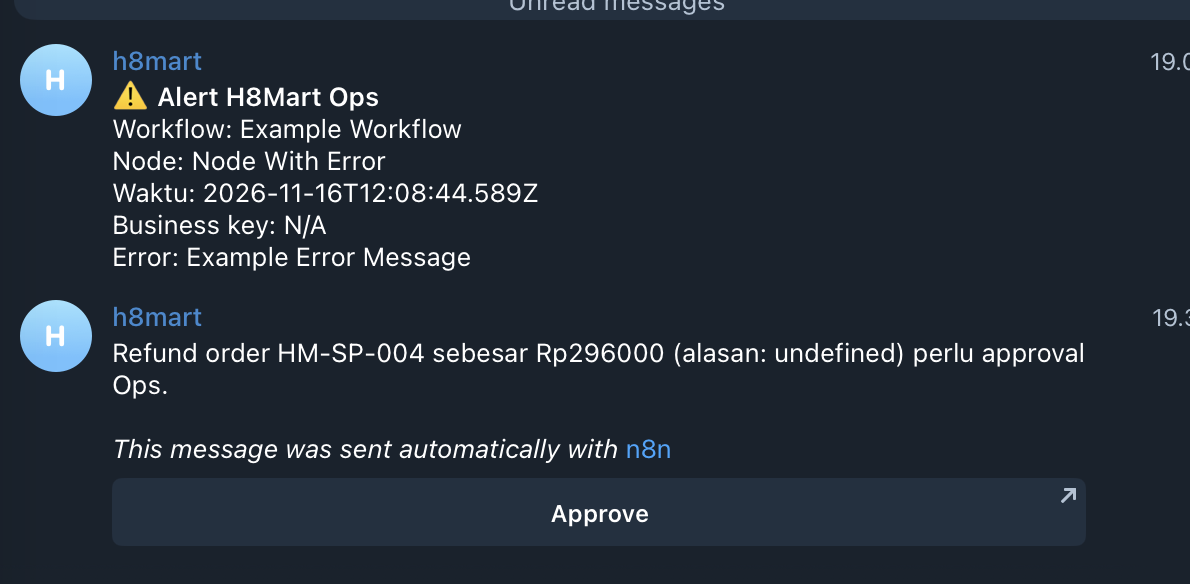 Unread messages
h8mart
H
⚠️ Alert H8Mart Ops
Workflow: Example Workflow
Node: Node With Error
Waktu: 2026-11-16T12:08:44.589Z
Business key: N/A
Error: Example Error Message
h8mart
H
Refund order HM-SP-004 sebesar Rp296000 (alasan: undefined) perlu approval
Ops.
This message was sent automatically with n8n
Approve